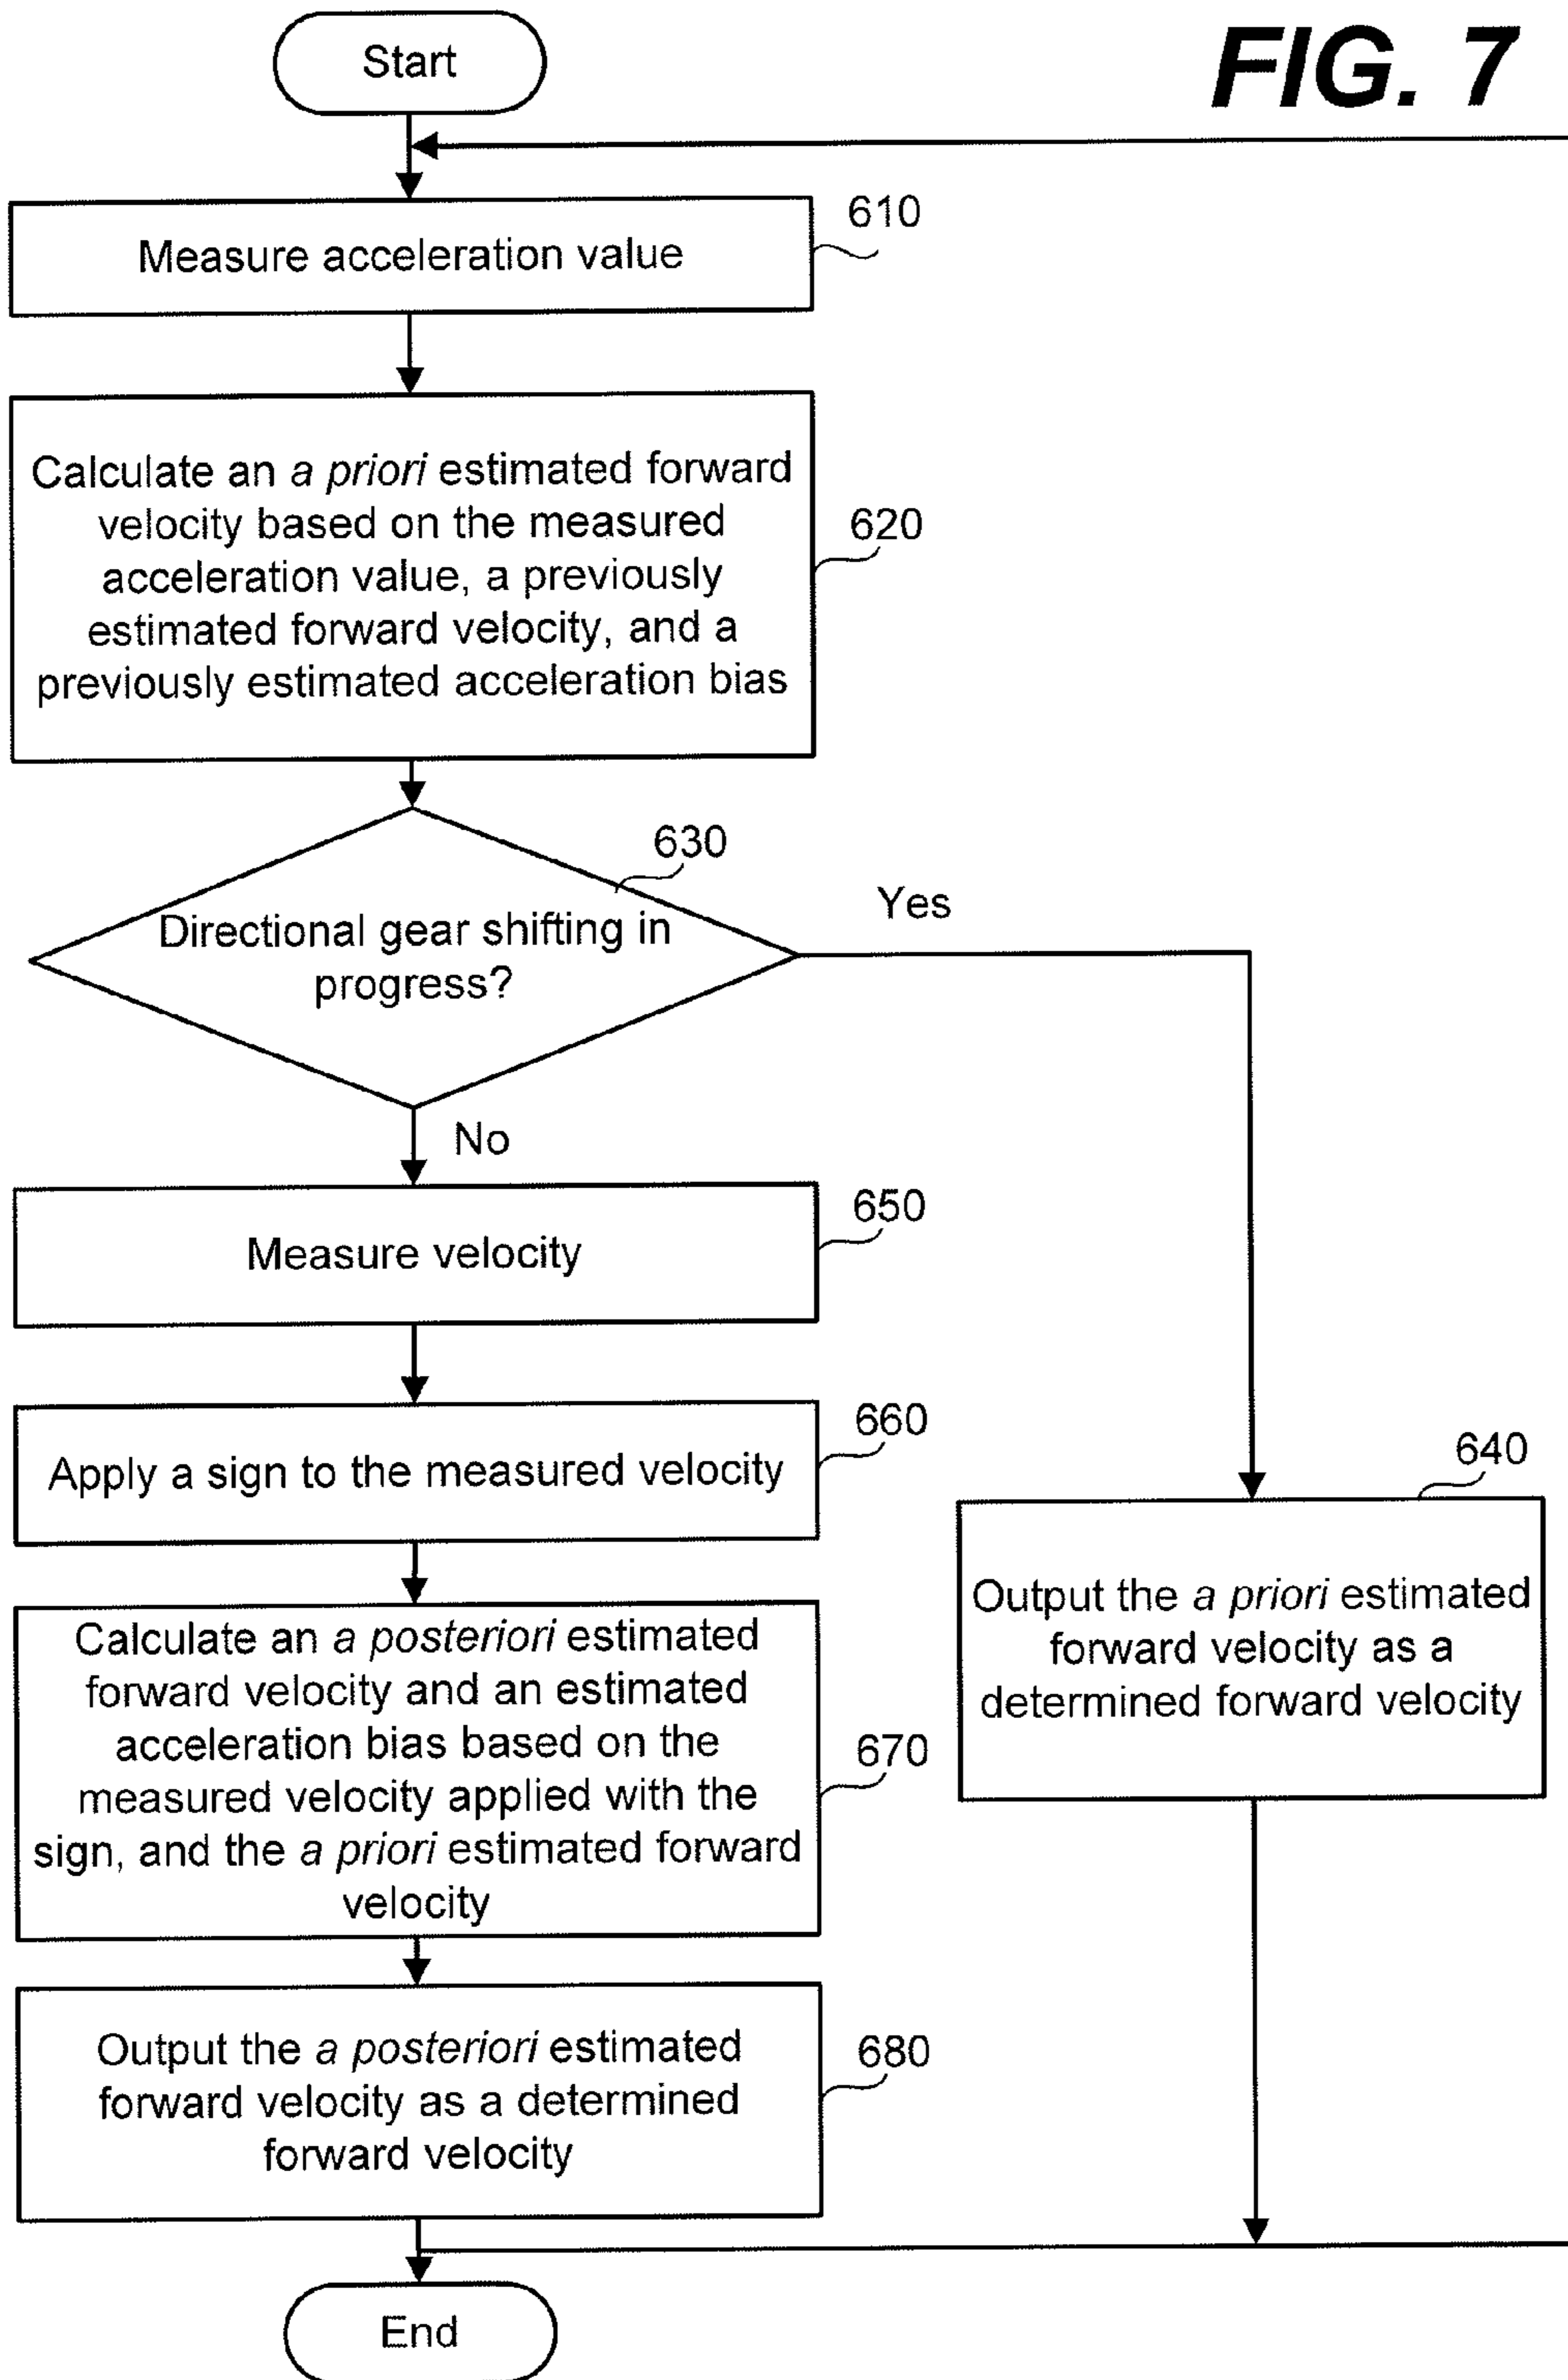 FIG. 7
Start
Measure acceleration value
610
Calculate an a priori estimated forward
velocity based on the measured
acceleration value, a previously
estimated forward velocity, and a
previously estimated acceleration bias
620
630
Directional gear shifting in
progress?
Yes
No
Measure velocity
650
Apply a sign to the measured velocity
660
640
Output the a priori estimated
forward velocity as a
determined forward velocity
Calculate an a posteriori estimated
forward velocity and an estimated
acceleration bias based on the
measured velocity applied with the
sign, and the a priori estimated forward
velocity
670
Output the a posteriori estimated
forward velocity as a determined
forward velocity
680
End